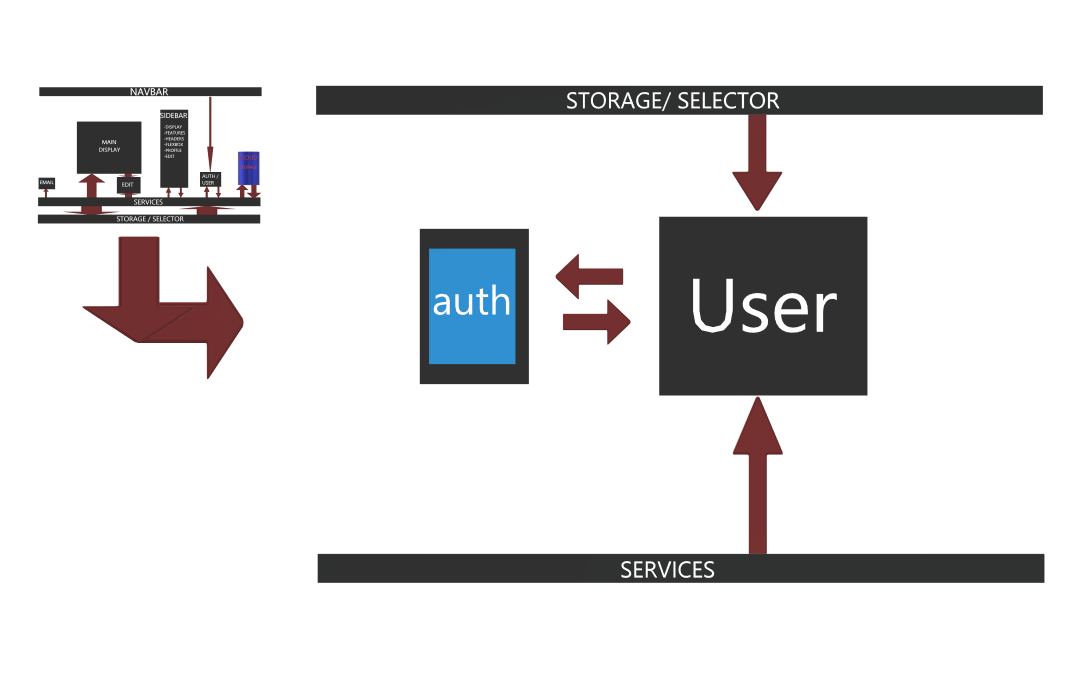 NAVBAR
SIDEBAR
-DISPLAY
-FEATURES
-HEADERS
-FLEXBOX
-PROFILE
-EDIT
MAIN
DISPLAY
EMAIL
EDIT
AUTH /
USER
SERVICES
STORAGE / SELECTOR
STORAGE/ SELECTOR
auth
User
SERVICES